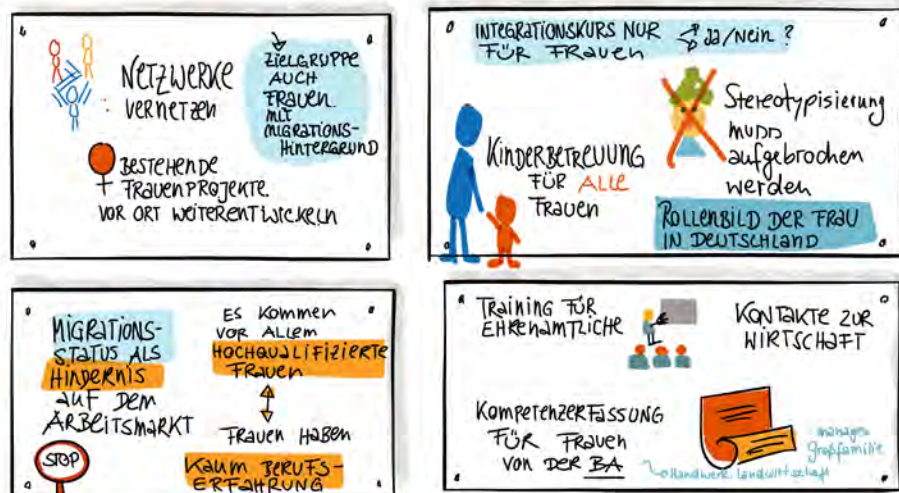 NETZWERKE
VERNETZEN
ZIELGRUPPE
AUCH
FRAUEN
MIT
MIGRATIONS-
HINTERGRUND
BESTEHENDE
+ FRAUENPROJEKTE
VOR ORT WEITERENTWICKELN
INTEGRATIONSKURS NUR
FÜR FRAUEN
Ja/Nein ?
KINDERBETREUUNG
FÜR ALLE
FRAUEN
Stereotypisierung
muss
aufgebrochen
werden
ROLLENBILD DER FRAU
IN DEUTSCHLAND
MIGRATIONS-
STATUS ALS
HINDERNIS
AUF DEM
ARBEITSMARKT
STOP
ES KOMMEN
VOR ALLEM
HOCHQUALIFIZIERTE
FRAUEN
FRAUEN HABEN
KAUM BERUFS-
ERFAHRUNG
TRAINING FÜR
EHRENAMTLICHE
KONTAKTE ZUR
WIRTSCHAFT
KOMPETENZERFASSUNG
FÜR FRAUEN
VON DER BA
Handwerk Landwirtschaft
Großfamilie